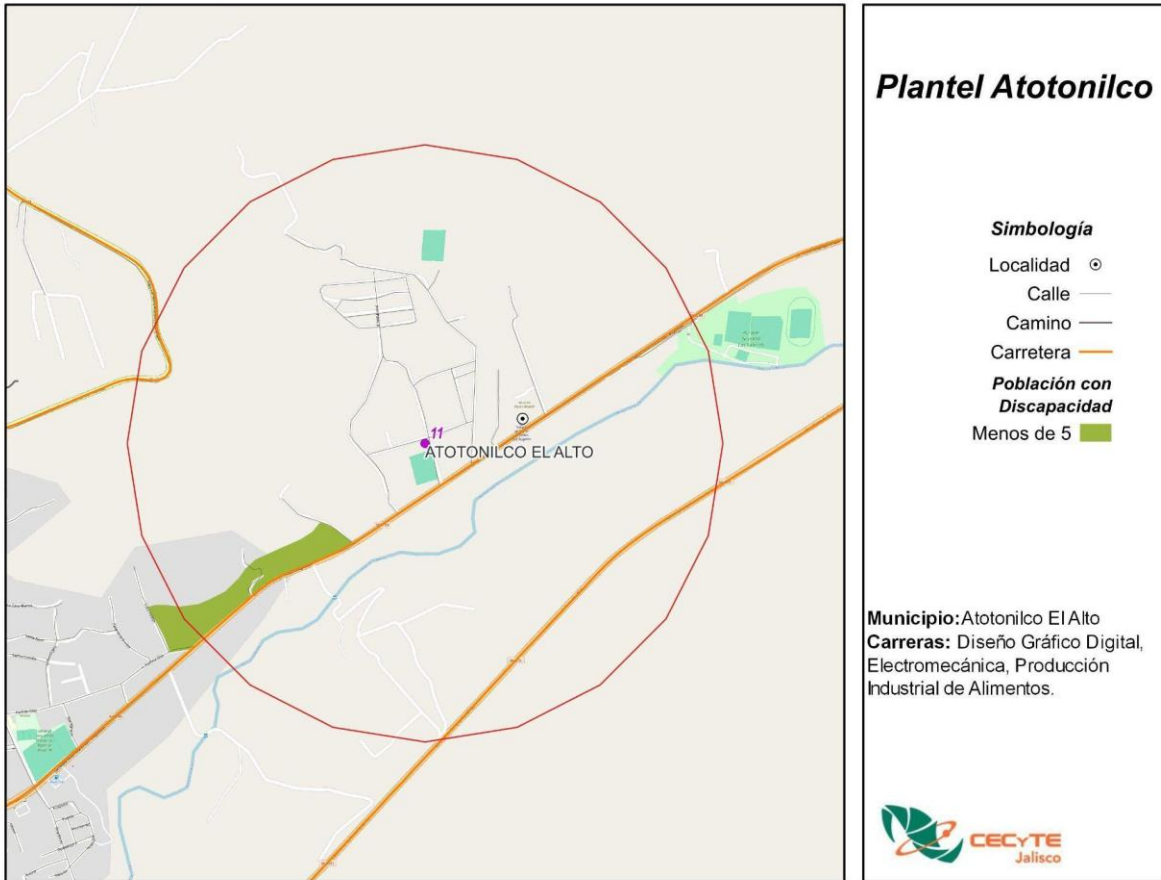 11
ATOTONILCO EL ALTO
Plantel Atotonilco
Simbología
Localidad
Calle
Camino
Carretera
Población con
Discapacidad
Menos de 5
Municipio: Atotonilco El Alto
Carreras: Diseño Gráfico Digital,
Electromecánica, Producción
Industrial de Alimentos.
CECyTE
Jalisco